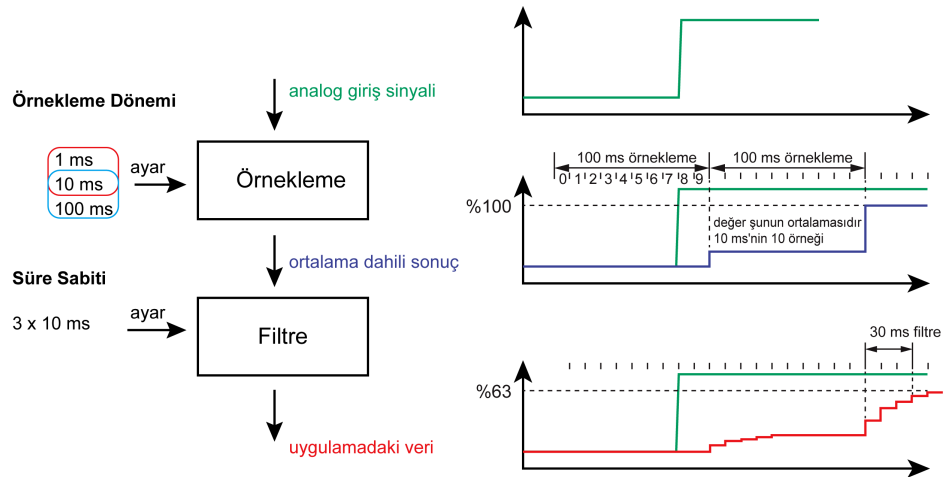 analog giriş sinyali
Örnekleme Dönemi
1 ms
10 ms
100 ms
ayar
Örnekleme
ortalama dahili sonuç
Süre Sabiti
3 x 10 ms
ayar
Filtre
uygulamadaki veri
100 ms örnekleme
100 ms örnekleme
0 1 2 3 4 5 6 7 8 9
%100
değer şunun ortalamasıdır
10 ms'nin 10 örneği
30 ms filtre
%63